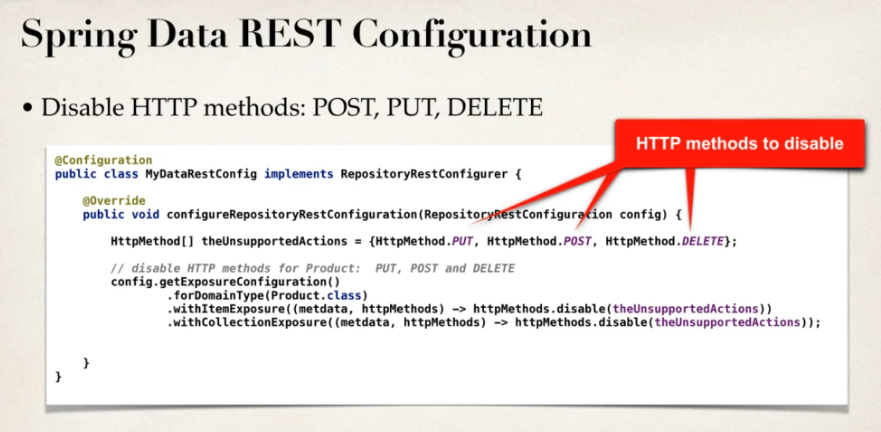 Spring Data REST Configuration
• Disable HTTP methods: POST, PUT, DELETE
HTTP methods to disable
@Configuration
public class MyDataRestConfig implements RepositoryRestConfigurer {
@Override
public void configureRepositoryRestConfiguration(RepositoryRestConfiguration config) {
HttpMethod[] theUnsupportedActions = {HttpMethod.PUT, HttpMethod.POST, HttpMethod.DELETE};
// disable HTTP methods for Product: PUT, POST and DELETE
config.getExposureConfiguration()
.forDomainType(Product.class)
.withItemExposure((metdata, httpMethods) -> httpMethods.disable(theUnsupportedActions))
.withCollectionExposure((metdata, httpMethods) -> httpMethods.disable(theUnsupportedActions));
}
}